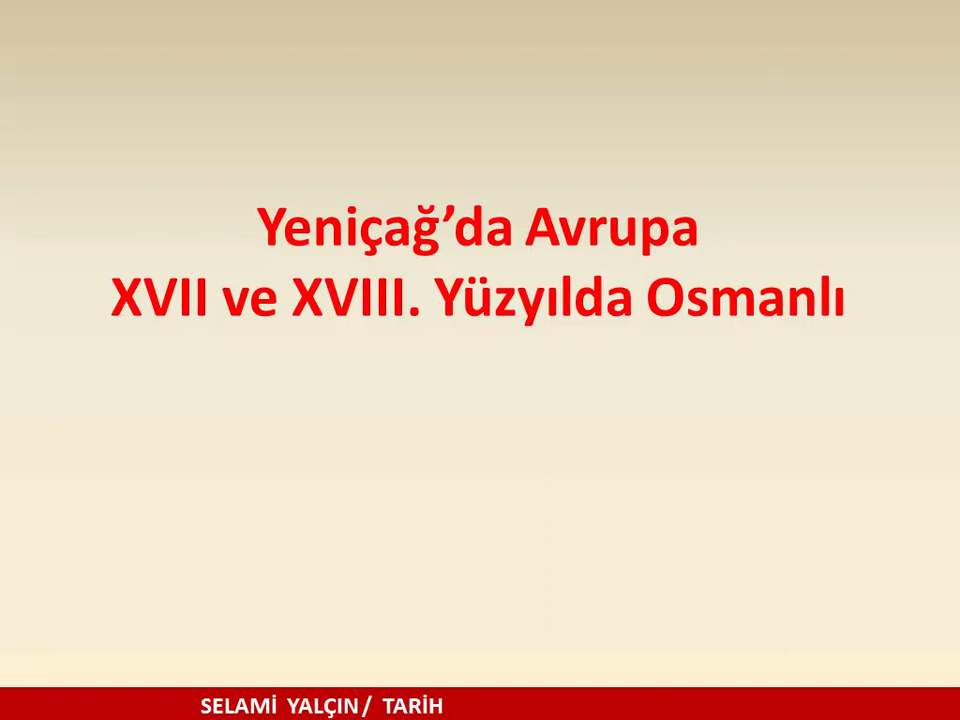 Yeniçağ’da Avrupa
XVII ve XVIII. Yüzyılda Osmanlı
SELAMİ YALÇIN / TARİH